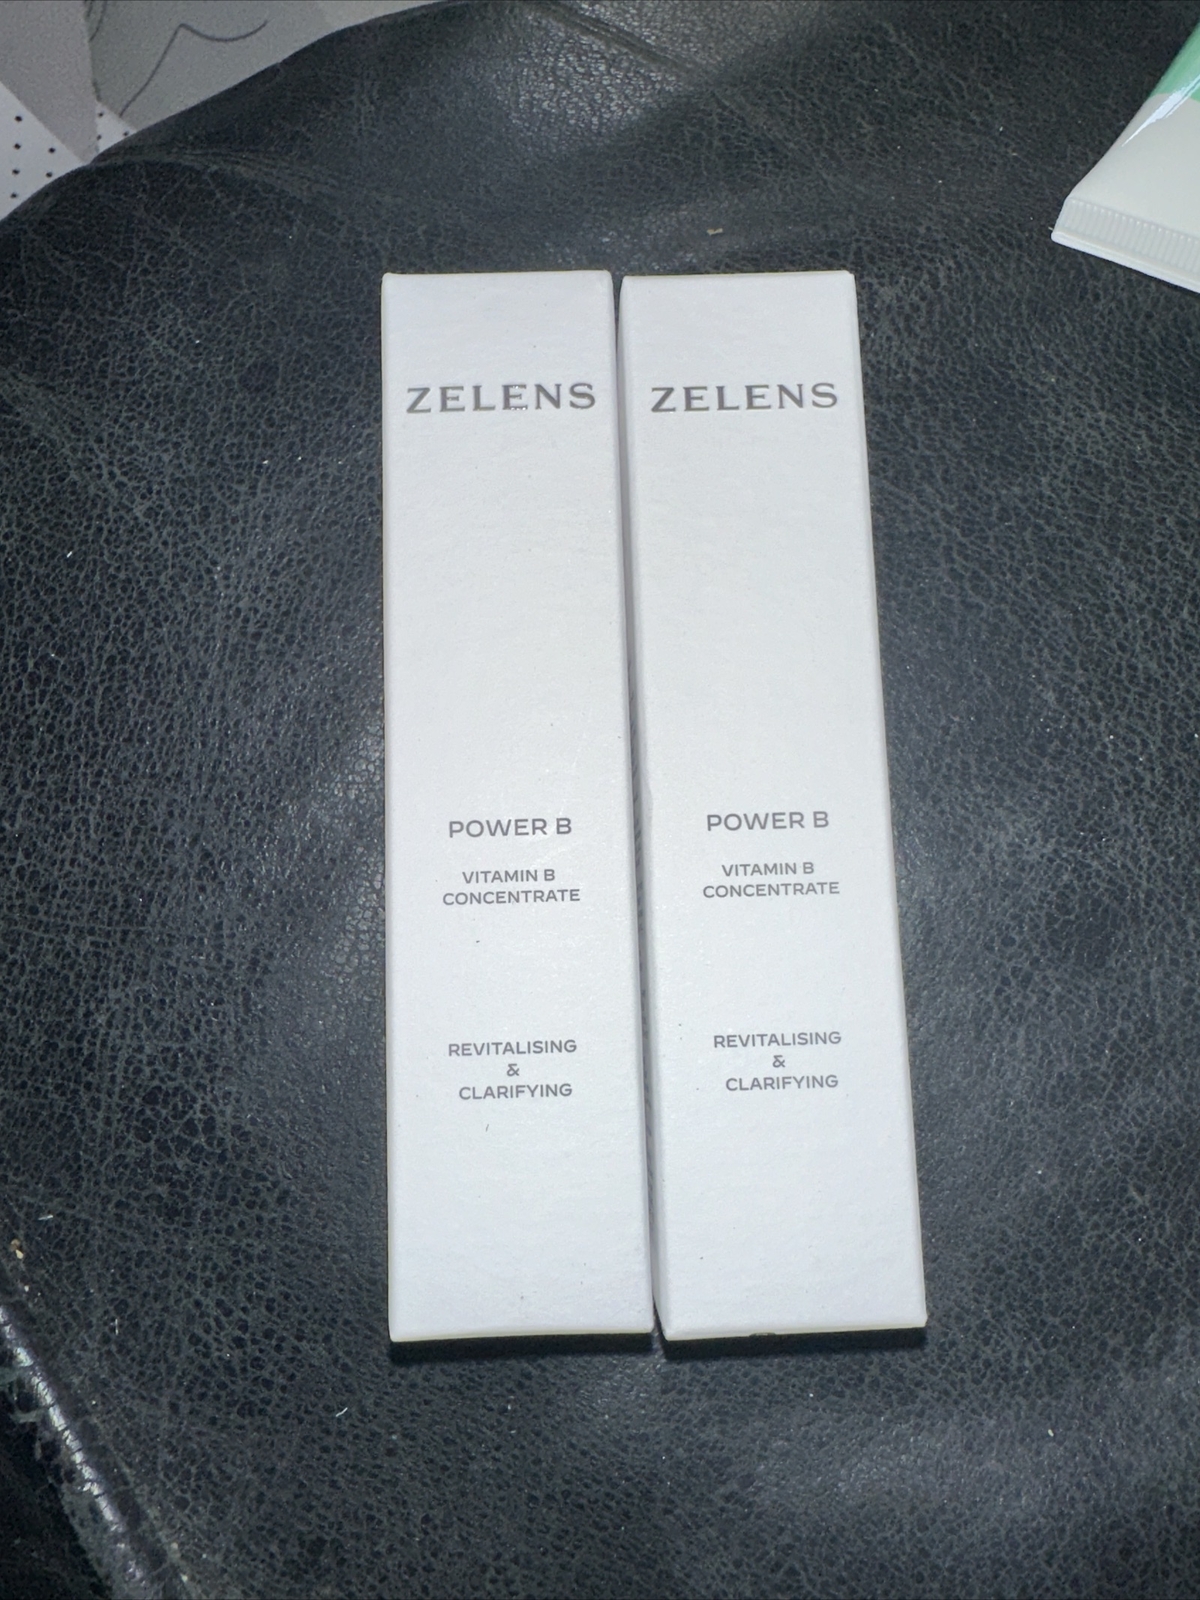 ZELENS
POWER B
VITAMIN B
CONCENTRATE
REVITALISING
&
CLARIFYING
ZELENS
POWER B
VITAMIN B
CONCENTRATE
REVITALISING
&
CLARIFYING